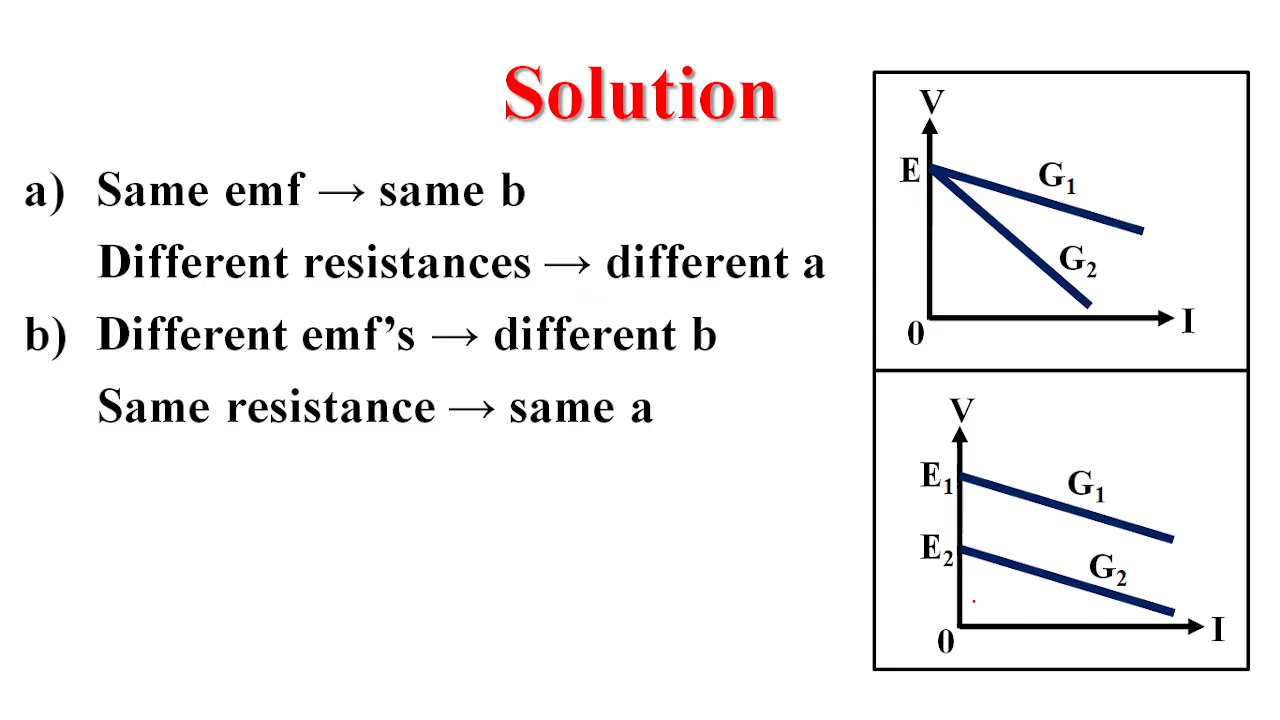 Solution
a) Same emf → same b
Different resistances → different a
b) Different emf’s → different b
Same resistance → same a
V
E
G₁
G₂
0
I
V
E₁
G₁
E₂
G₂
0
I